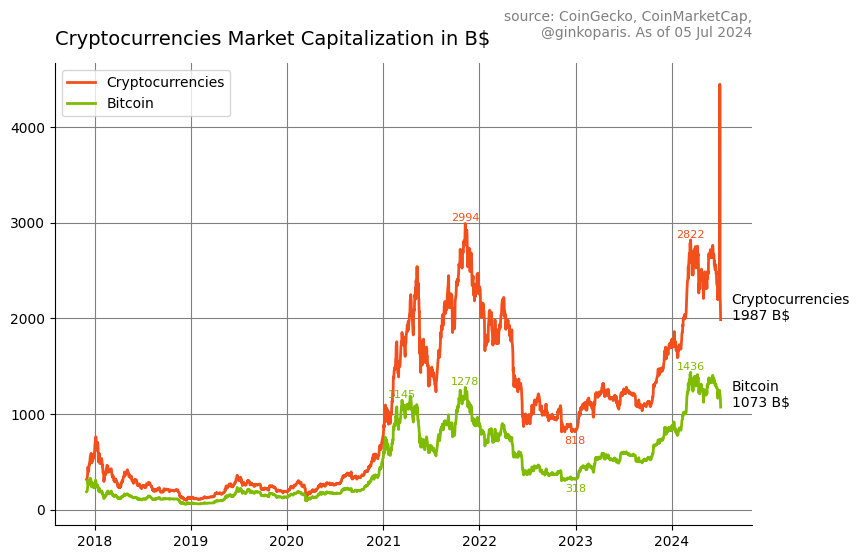 source: CoinGecko, CoinMarketCap,
@ginkoparis. As of 05 Jul 2024
Cryptocurrencies Market Capitalization in B$
Cryptocurrencies
Bitcoin
4000
3000
2000
1000
0
2994
2822
1145
1278
1436
818
318
Cryptocurrencies
1987 B$
Bitcoin
1073 B$
2018 2019 2020 2021 2022 2023 2024